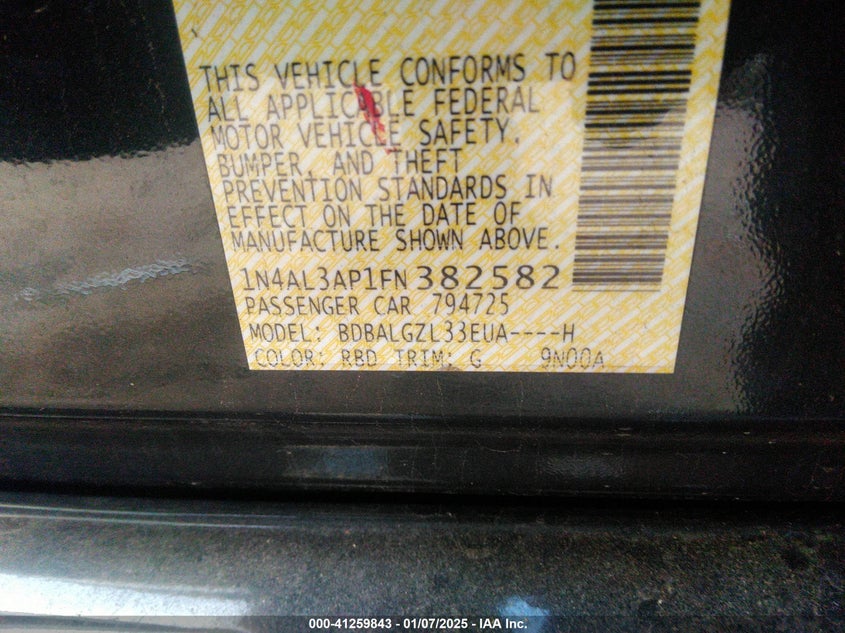 THIS VEHICLE CONFORMS TO
ALL APPLICABLE FEDERAL
MOTOR VEHICLE SAFETY,
BUMPER, AND THEFT
PREVENTION STANDARDS IN
EFFECT ON THE DATE OF
MANUFACTURE SHOWN ABOVE.
1N4AL3AP1FN382582
PASSENGER CAR 794725
MODEL: BDBALGZL33EUA----H
COLOR: RBD TRIM: G 9N00A
000-41259843 - 01/07/2025 - IAA Inc.